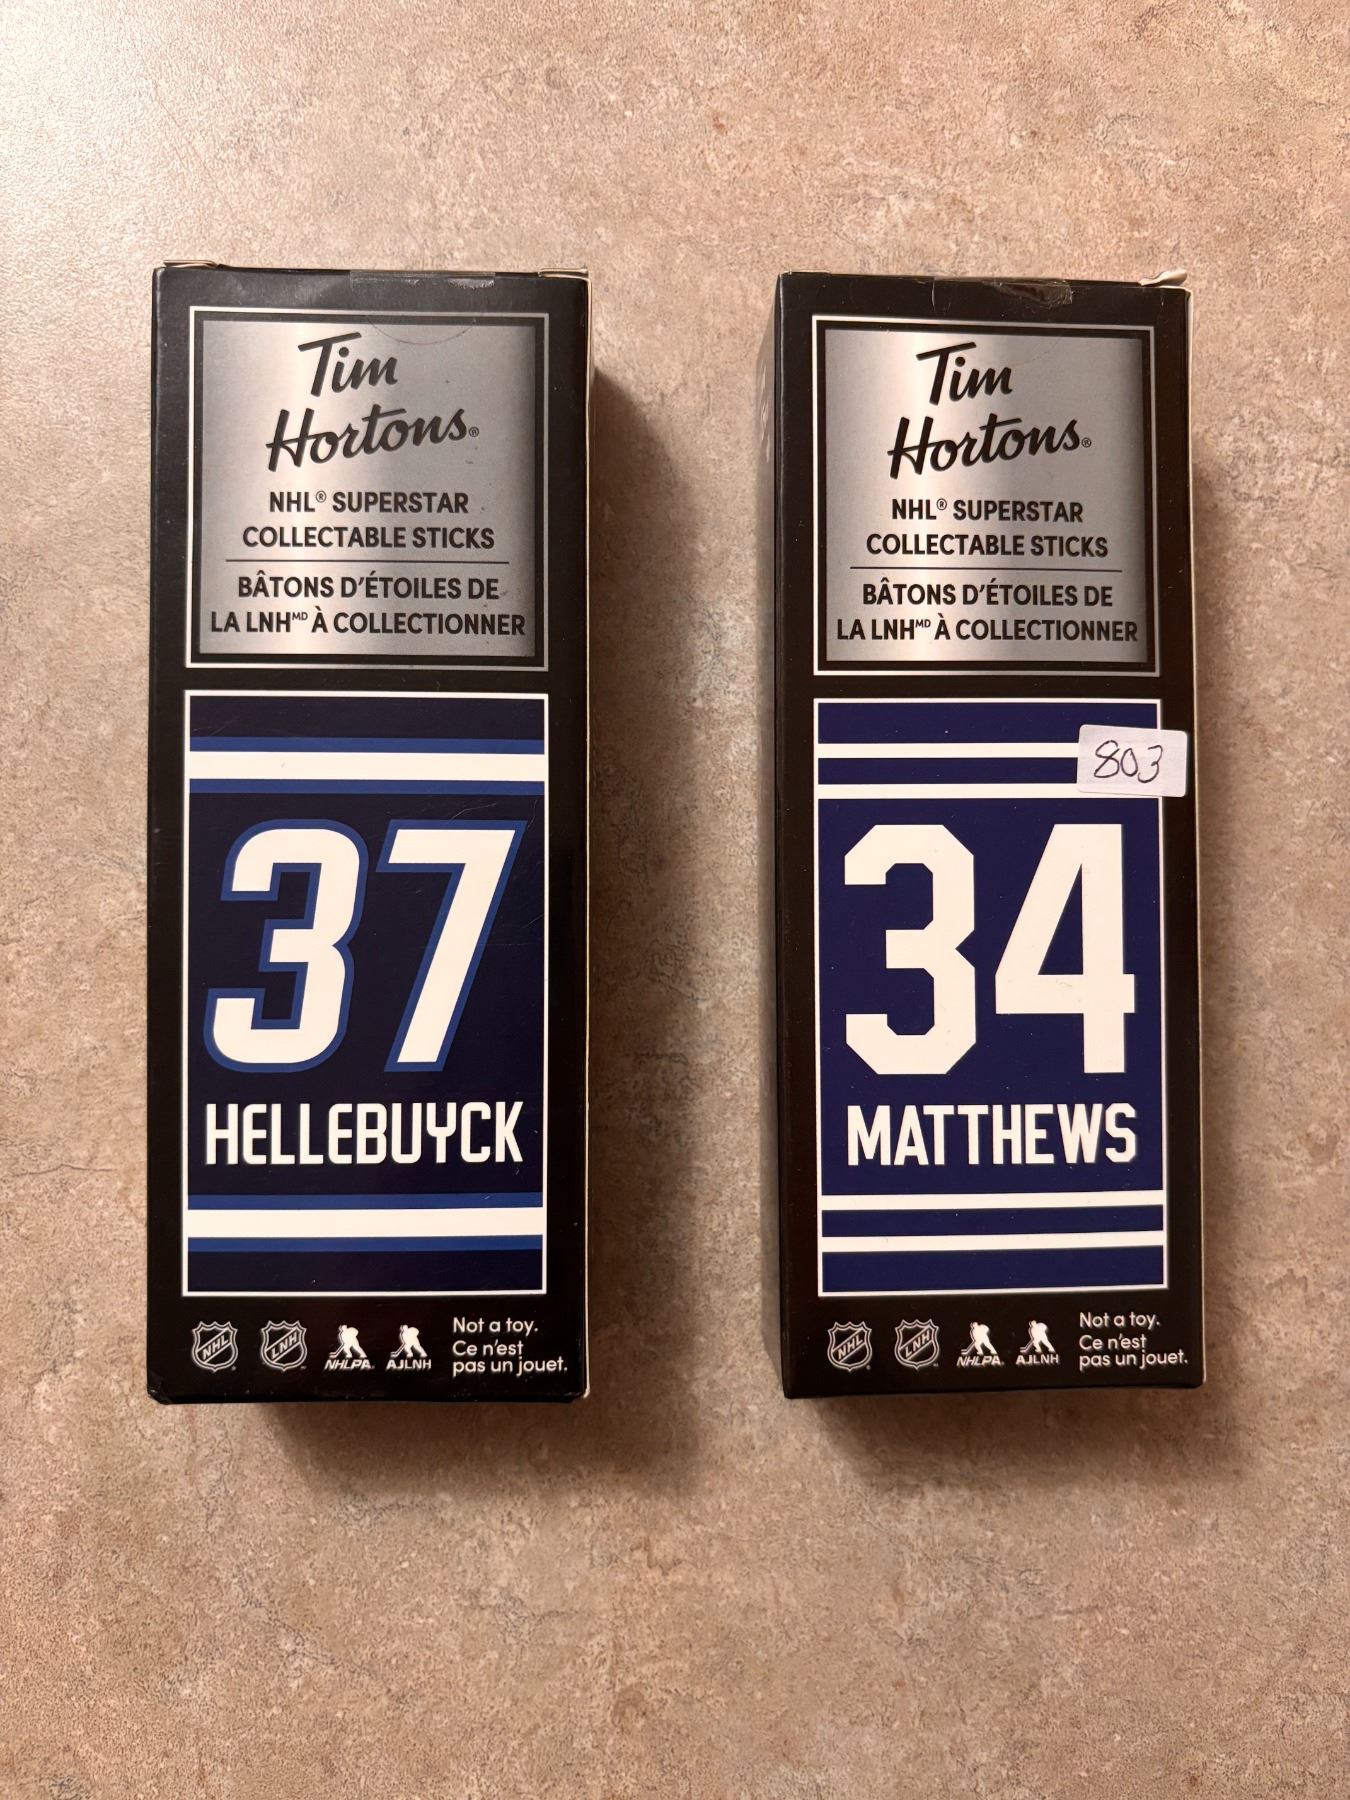 Tim
Hortons®
NHL® SUPERSTAR
COLLECTABLE STICKS
BÂTONS D'ÉTOILES DE
LA LNHᴹᴰ À COLLECTIONNER
37
HELLEBUYCK
NHL
LNH
NHLPA
AJLNH
Not a toy.
Ce n'est
pas un jouet.
Tim
Hortons®
NHL® SUPERSTAR
COLLECTABLE STICKS
BÂTONS D'ÉTOILES DE
LA LNHᴹᴰ À COLLECTIONNER
803
34
MATTHEWS
NHL
LNH
NHLPA
AJLNH
Not a toy.
Ce n'est
pas un jouet.